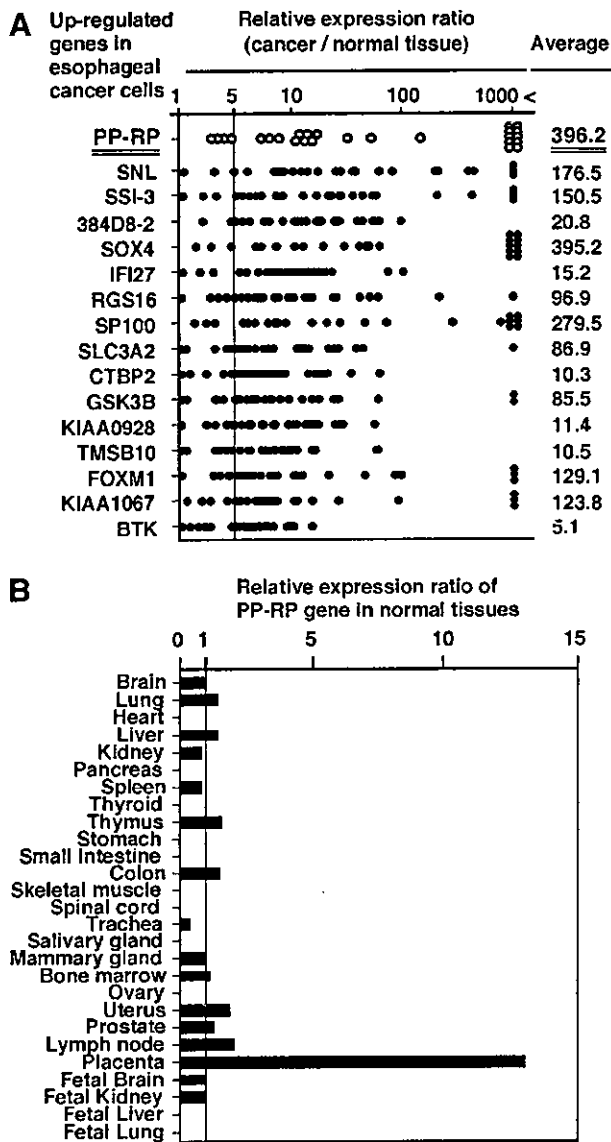 A
Up-regulated
genes in
esophageal
cancer cells
Relative expression ratio
(cancer / normal tissue)
Average
1 5 10 100 1000 <
PP-RP 396.2
SNL 176.5
SSI-3 150.5
384D8-2 20.8
SOX4 395.2
IFI27 15.2
RGS16 96.9
SP100 279.5
SLC3A2 86.9
CTBP2 10.3
GSK3B 85.5
KIAA0928 11.4
TMSB10 10.5
FOXM1 129.1
KIAA1067 123.8
BTK 5.1
B
Relative expression ratio of
PP-RP gene in normal tissues
0 1 5 10 15
Brain
Lung
Heart
Liver
Kidney
Pancreas
Spleen
Thyroid
Thymus
Stomach
Small Intestine
Colon
Skeletal muscle
Spinal cord
Trachea
Salivary gland
Mammary gland
Bone marrow
Ovary
Uterus
Prostate
Lymph node
Placenta
Fetal Brain
Fetal Kidney
Fetal Liver
Fetal Lung